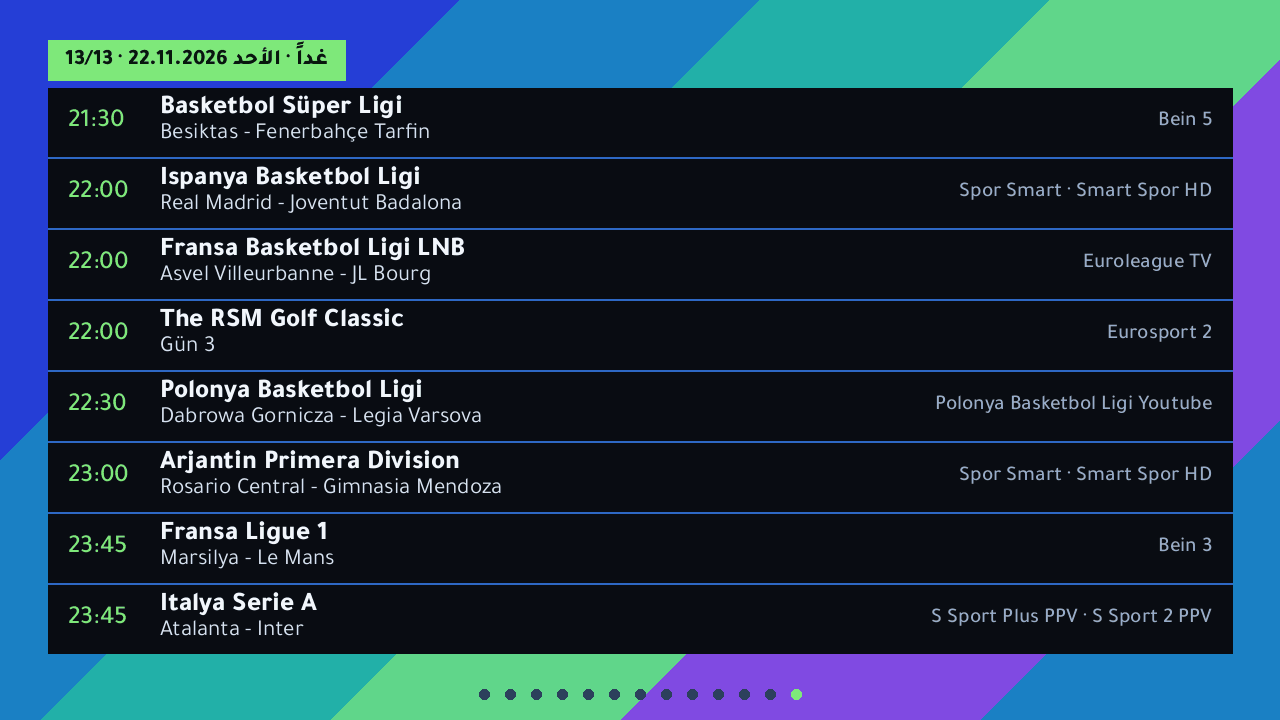 غداً · الأحد 22.11.2026 · 13/13
21:30
Basketbol Süper Ligi
Besiktas - Fenerbahçe Tarfin
Bein 5
22:00
Ispanya Basketbol Ligi
Real Madrid - Joventut Badalona
Spor Smart · Smart Spor HD
22:00
Fransa Basketbol Ligi LNB
Asvel Villeurbanne - JL Bourg
Euroleague TV
22:00
The RSM Golf Classic
Gün 3
Eurosport 2
22:30
Polonya Basketbol Ligi
Dabrowa Gornicza - Legia Varsova
Polonya Basketbol Ligi Youtube
23:00
Arjantin Primera Division
Rosario Central - Gimnasia Mendoza
Spor Smart · Smart Spor HD
23:45
Fransa Ligue 1
Marsilya - Le Mans
Bein 3
23:45
Italya Serie A
Atalanta - Inter
S Sport Plus PPV · S Sport 2 PPV